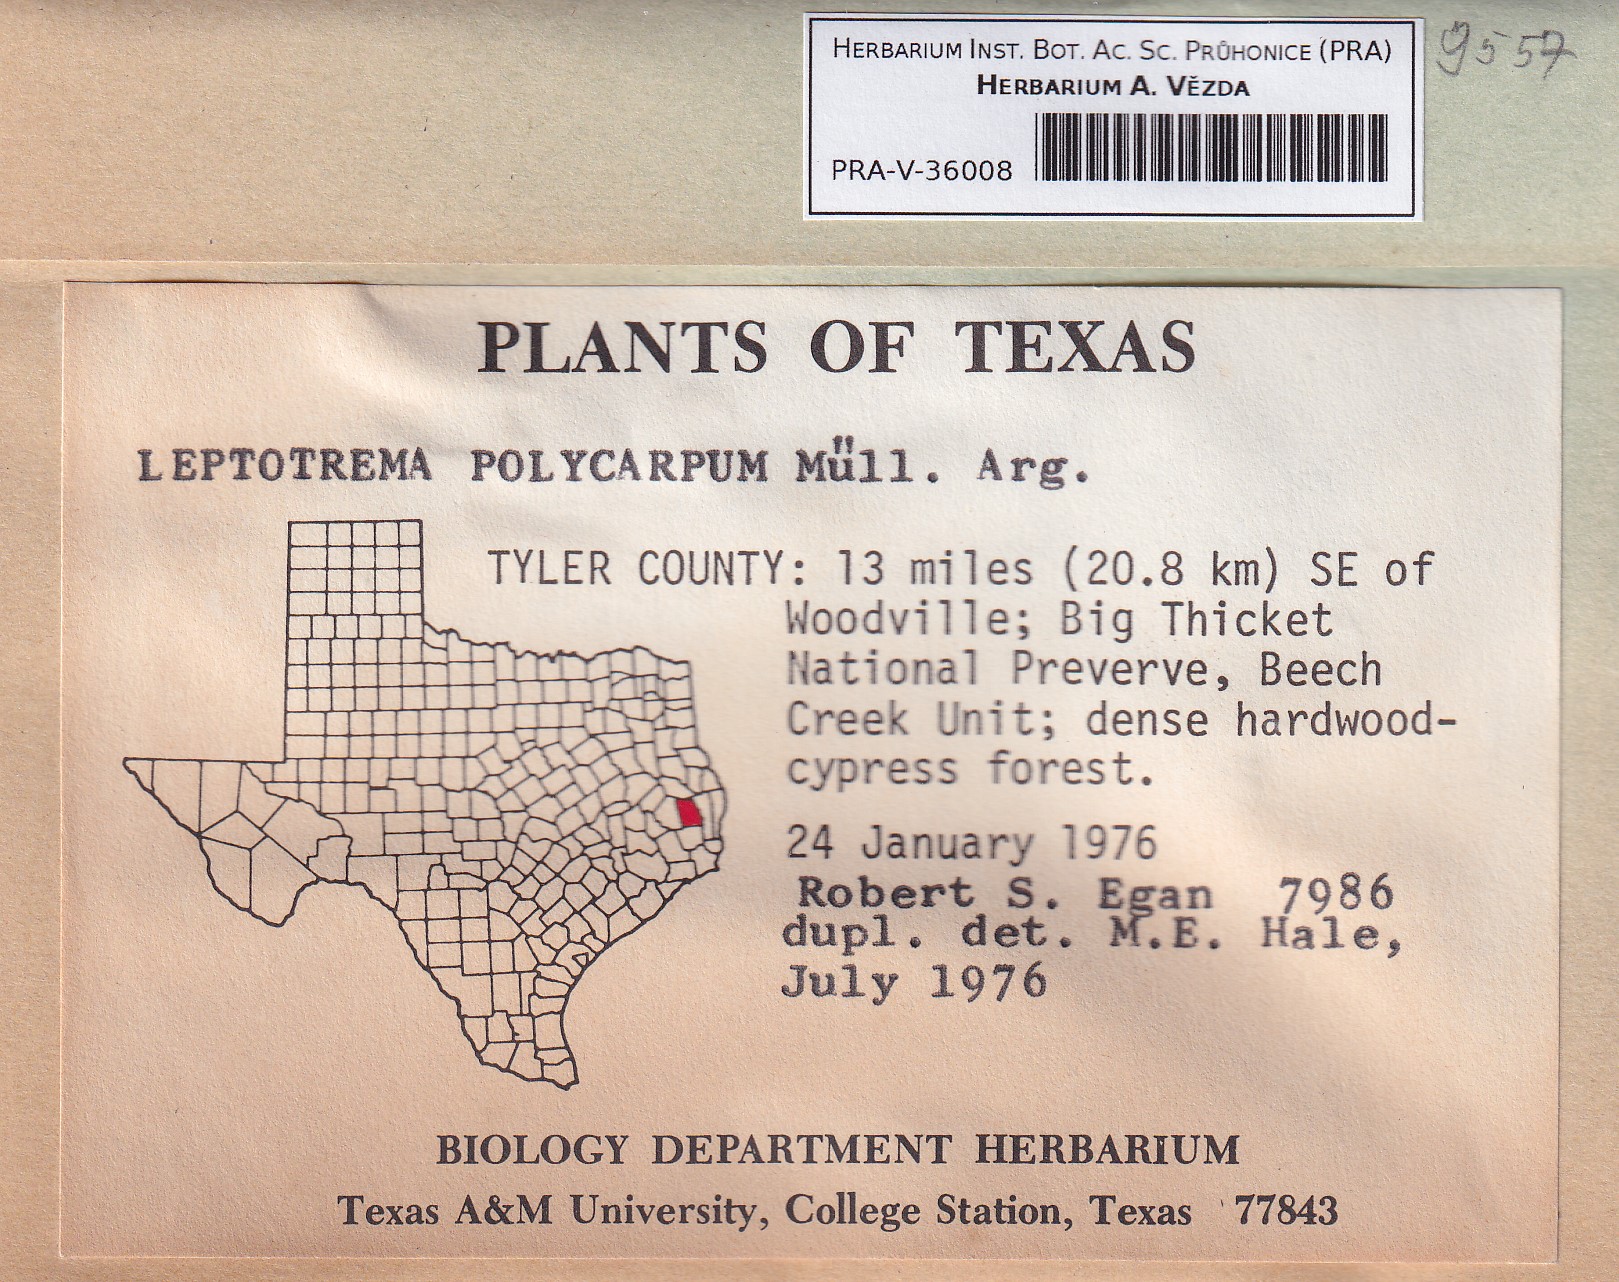 HERBARIUM INST. BOT. AC. SC. PRŮHONICE (PRA)
HERBARIUM A. VĚZDA
PRA-V-36008
9557
PLANTS OF TEXAS
LEPTOTREMA POLYCARPUM Müll. Arg.
TYLER COUNTY: 13 miles (20.8 km) SE of
Woodville; Big Thicket
National Preverve, Beech
Creek Unit; dense hardwood-
cypress forest.
24 January 1976
Robert S. Egan 7986
dupl. det. M.E. Hale,
July 1976
BIOLOGY DEPARTMENT HERBARIUM
Texas A&M University, College Station, Texas 77843